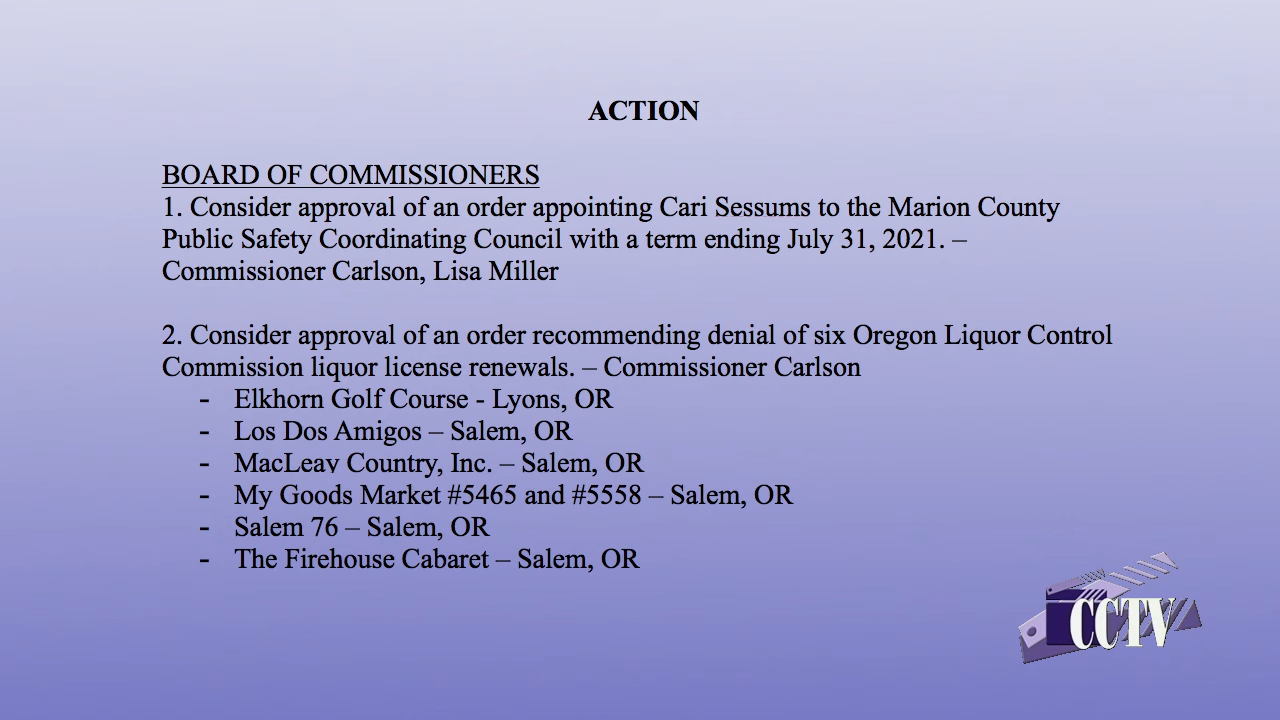 ACTION
BOARD OF COMMISSIONERS
1. Consider approval of an order appointing Cari Sessums to the Marion County
Public Safety Coordinating Council with a term ending July 31, 2021. –
Commissioner Carlson, Lisa Miller
2. Consider approval of an order recommending denial of six Oregon Liquor Control
Commission liquor license renewals. – Commissioner Carlson
- Elkhorn Golf Course - Lyons, OR
- Los Dos Amigos – Salem, OR
- MacLeay Country, Inc. – Salem, OR
- My Goods Market #5465 and #5558 – Salem, OR
- Salem 76 – Salem, OR
- The Firehouse Cabaret – Salem, OR
CCTV